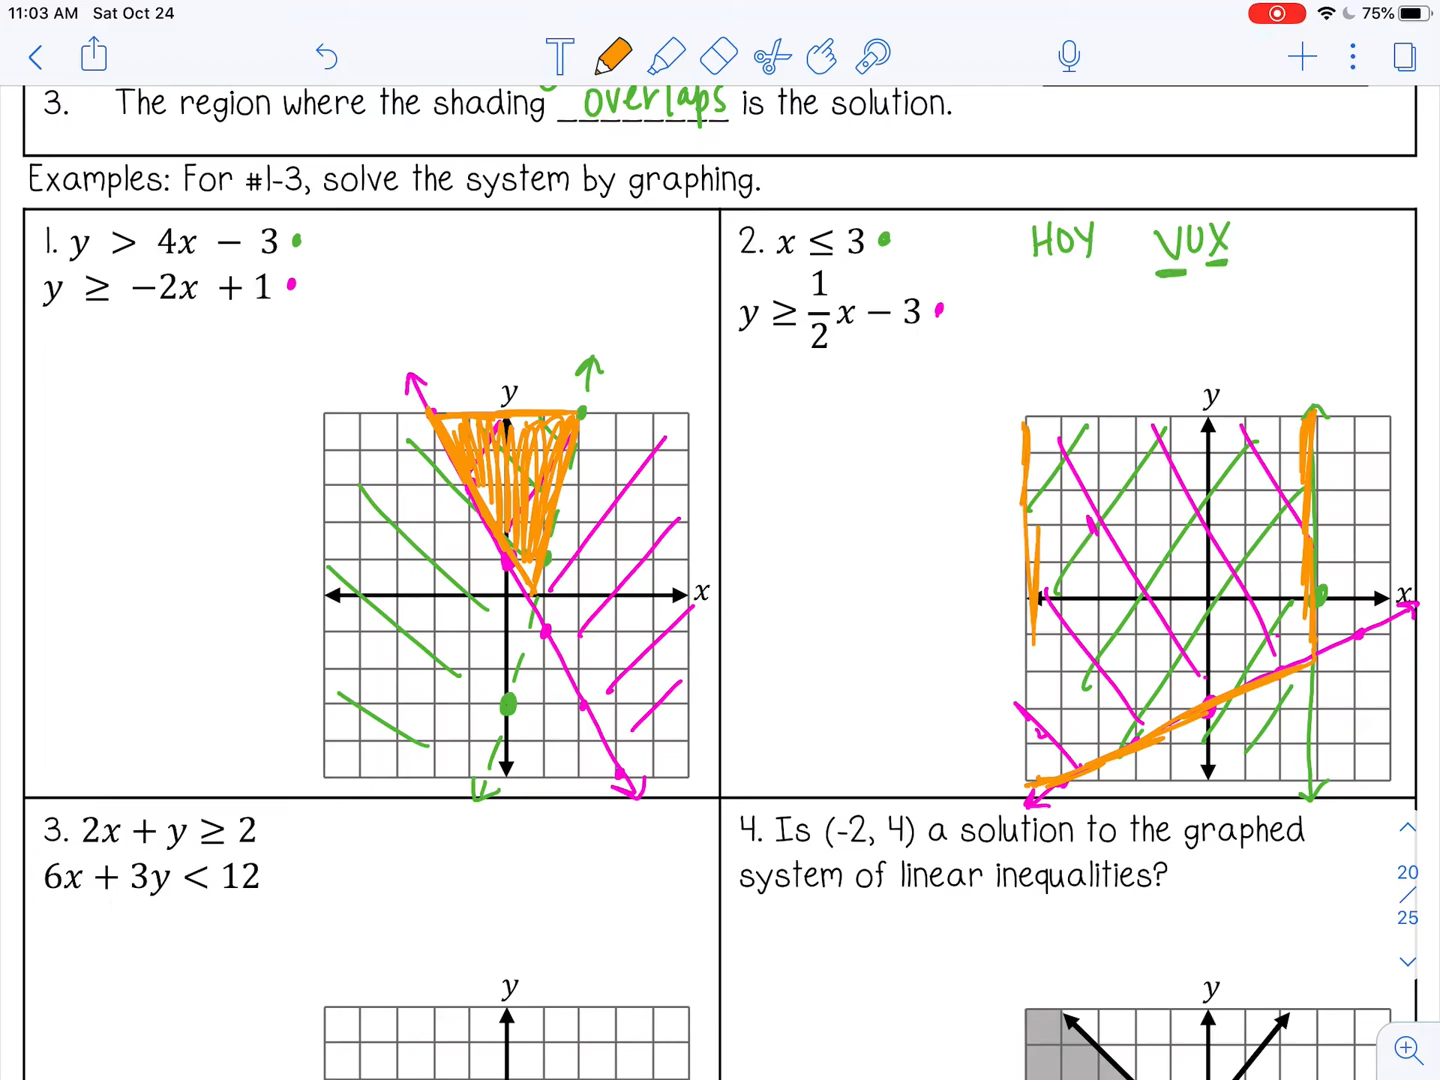 11:03 AM Sat Oct 24
75%
3. The region where the shading overlaps is the solution.
Examples: For #1-3, solve the system by graphing.
1. y > 4x − 3
y ≥ −2x + 1
y
x
2. x ≤ 3
HOY VUX
y ≥ 1/2 x − 3
y
x
3. 2x + y ≥ 2
6x + 3y < 12
y
4. Is (-2, 4) a solution to the graphed
system of linear inequalities?
y
20
/
25